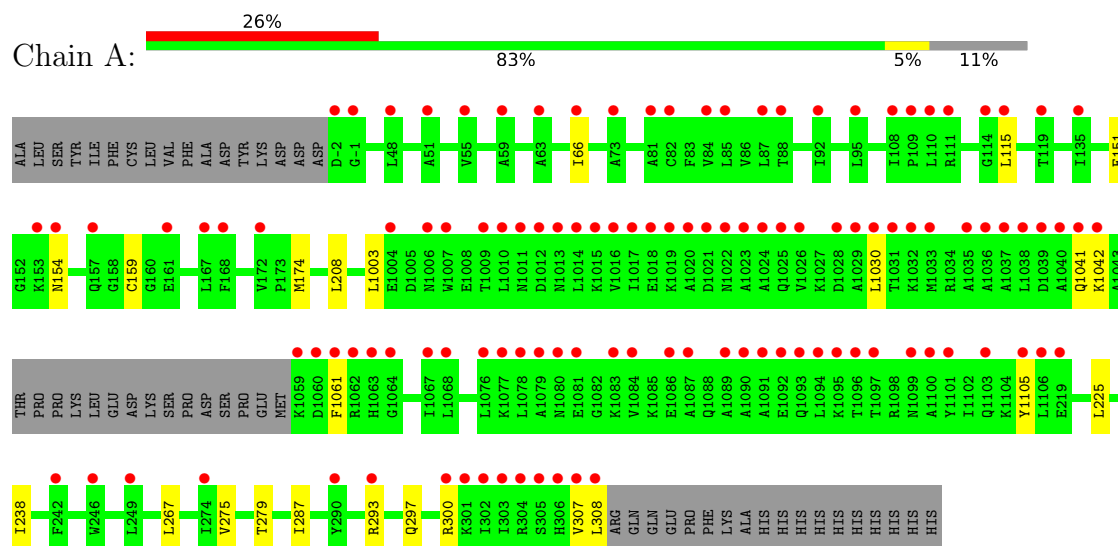 26%
Chain A:
83% 5% 11%
ALA LEU SER TYR ILE PHE CYS LEU VAL PHE ALA ASP TYR LYS ASP ASP ASP D-2 G-1 L48 A51 V55 A59 A63 I66 A73 A81 C82 F83 V84 L85 V86 L87 T88 I92 L95 I108 P109 L110 R111 G114 L115 T119 I135 E151
G152 K153 N154 Q157 G158 C159 G160 E161 L167 F168 V172 P173 M174 L208 L1003 E1004 D1005 N1006 W1007 E1008 T1009 L1010 N1011 D1012 N1013 L1014 K1015 V1016 I1017 E1018 K1019 A1020 D1021 N1022 A1023 A1024 Q1025 V1026 K1027 D1028 A1029 L1030 T1031 K1032 M1033 R1034 A1035 A1036 A1037 L1038 D1039 A1040 Q1041 K1042 A1043
THR PRO PRO LYS LEU GLU ASP LYS SER PRO ASP SER PRO GLU MET K1059 D1060 F1061 R1062 H1063 G1064 I1067 L1068 L1076 K1077 L1078 A1079 N1080 E1081 G1082 K1083 V1084 K1085 E1086 A1087 Q1088 A1089 A1090 A1091 E1092 Q1093 L1094 K1095 T1096 T1097 R1098 N1099 A1100 Y1101 I1102 Q1103 K1104 Y1105 L1106 E219 L225
I238 F242 W246 L249 L267 I274 V275 T279 I287 Y290 R293 Q297 R300 K301 I302 I303 R304 S305 H306 V307 L308 ARG GLN GLN GLU PRO PHE LYS ALA HIS HIS HIS HIS HIS HIS HIS HIS HIS HIS